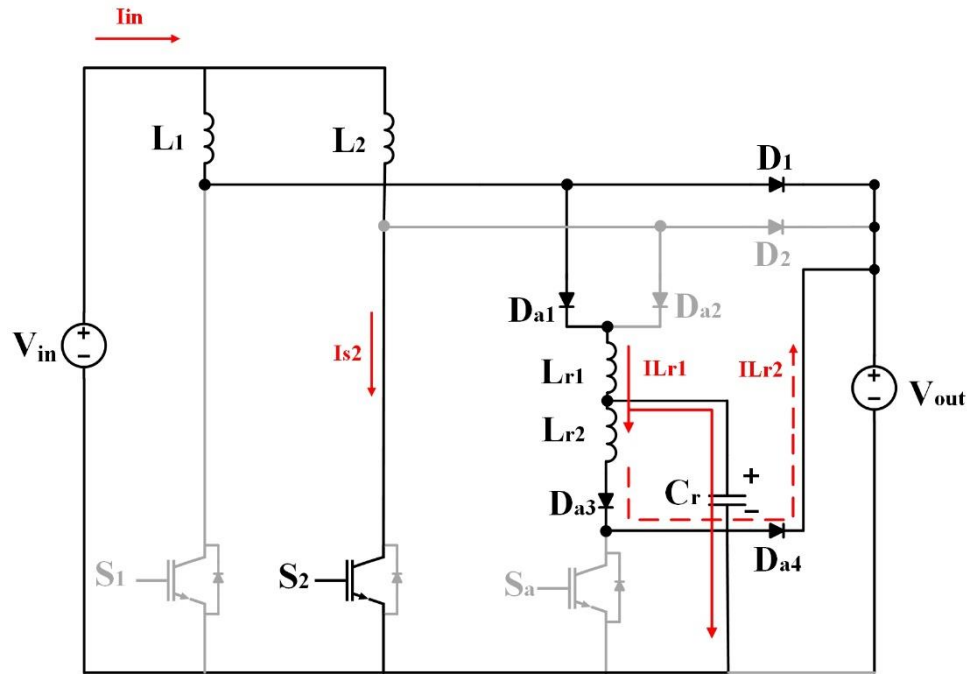 Iin
L1
L2
D1
D2
Da1
Da2
Vin
+
−
Is2
Lr1
ILr1
ILr2
+
−
Vout
Lr2
Da3
Cr
+
−
Da4
S1
S2
Sa